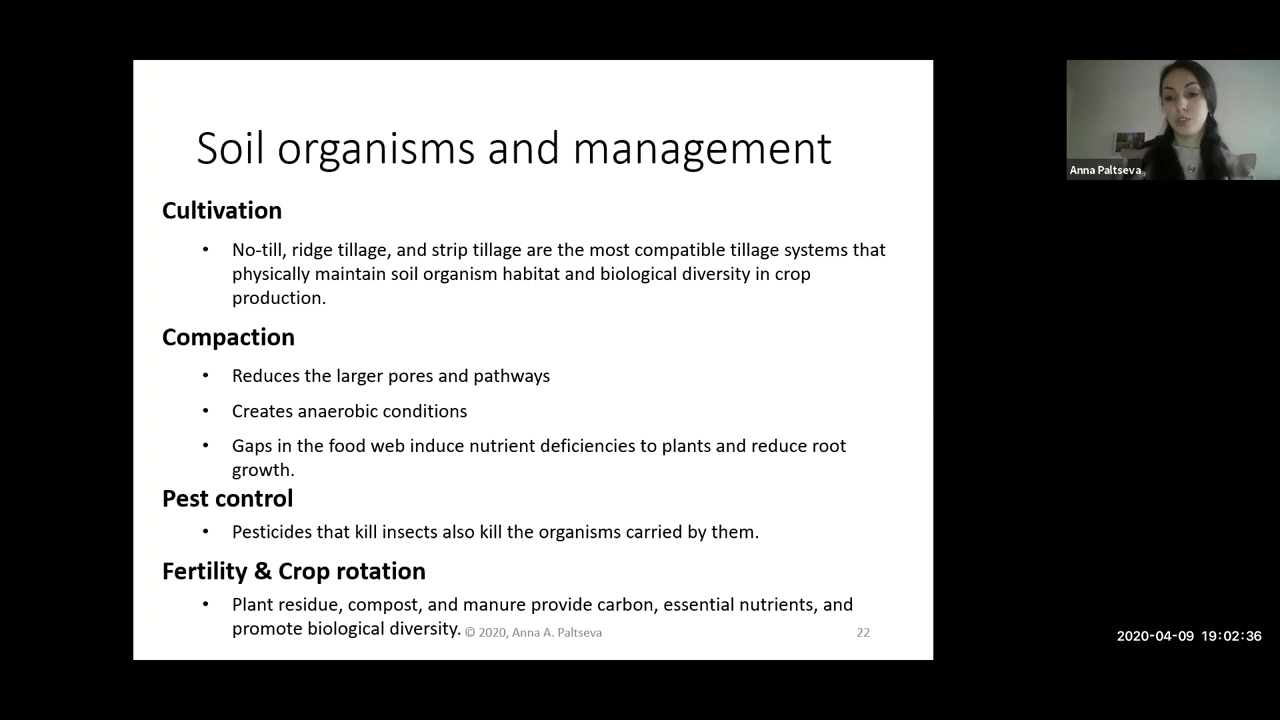 Soil organisms and management
Cultivation
• No-till, ridge tillage, and strip tillage are the most compatible tillage systems that
physically maintain soil organism habitat and biological diversity in crop
production.
Compaction
• Reduces the larger pores and pathways
• Creates anaerobic conditions
• Gaps in the food web induce nutrient deficiencies to plants and reduce root
growth.
Pest control
• Pesticides that kill insects also kill the organisms carried by them.
Fertility & Crop rotation
• Plant residue, compost, and manure provide carbon, essential nutrients, and
promote biological diversity.
© 2020, Anna A. Paltseva
22
Anna Paltseva
2020-04-09 19:02:36